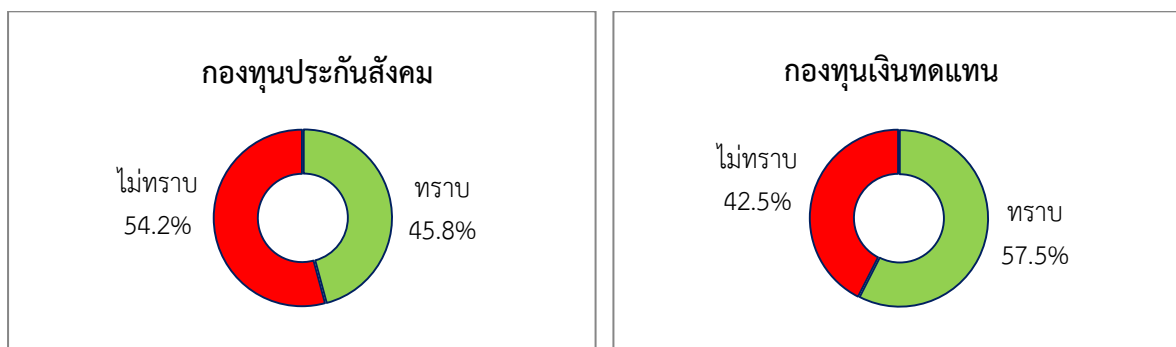 กองทุนประกันสังคม
ไม่ทราบ
54.2%
ทราบ
45.8%
กองทุนเงินทดแทน
ไม่ทราบ
42.5%
ทราบ
57.5%